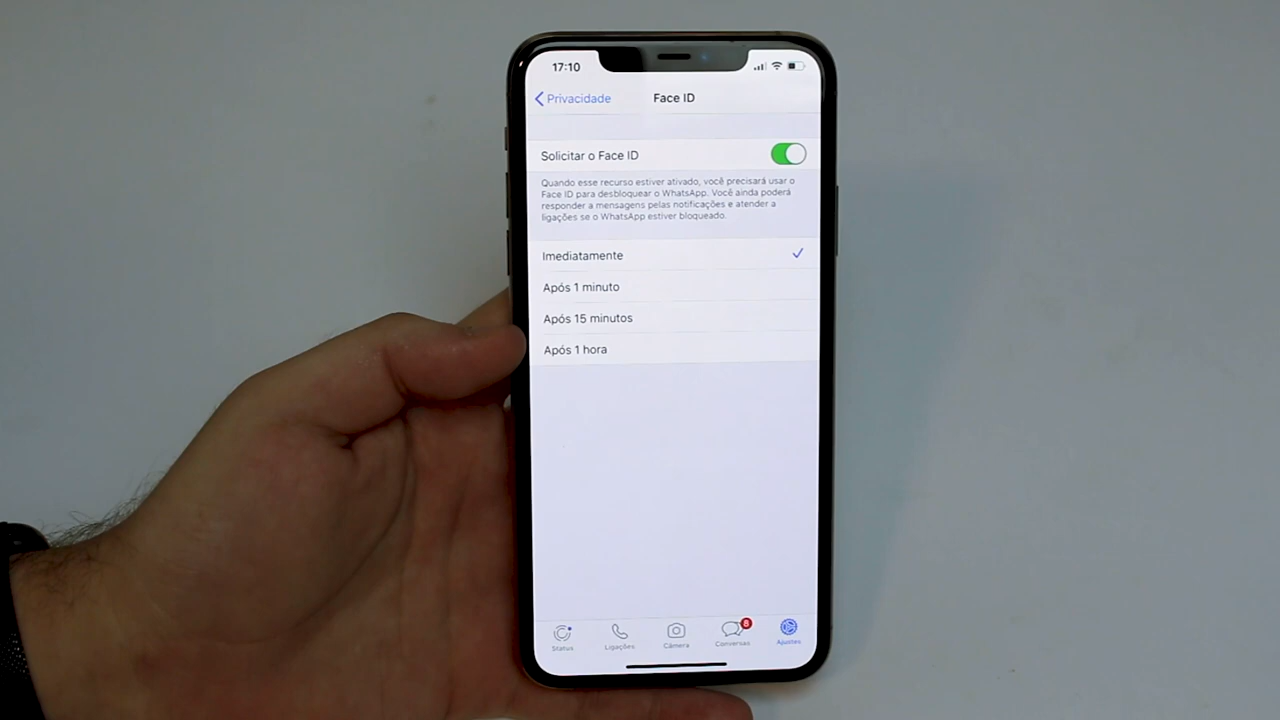 17:10
Privacidade
Face ID
Solicitar o Face ID
Quando esse recurso estiver ativado, você precisará usar o
Face ID para desbloquear o WhatsApp. Você ainda poderá
responder a mensagens pelas notificações e atender a
ligações se o WhatsApp estiver bloqueado.
Imediatamente
Após 1 minuto
Após 15 minutos
Após 1 hora
8
Status
Ligações
Câmera
Conversas
Ajustes